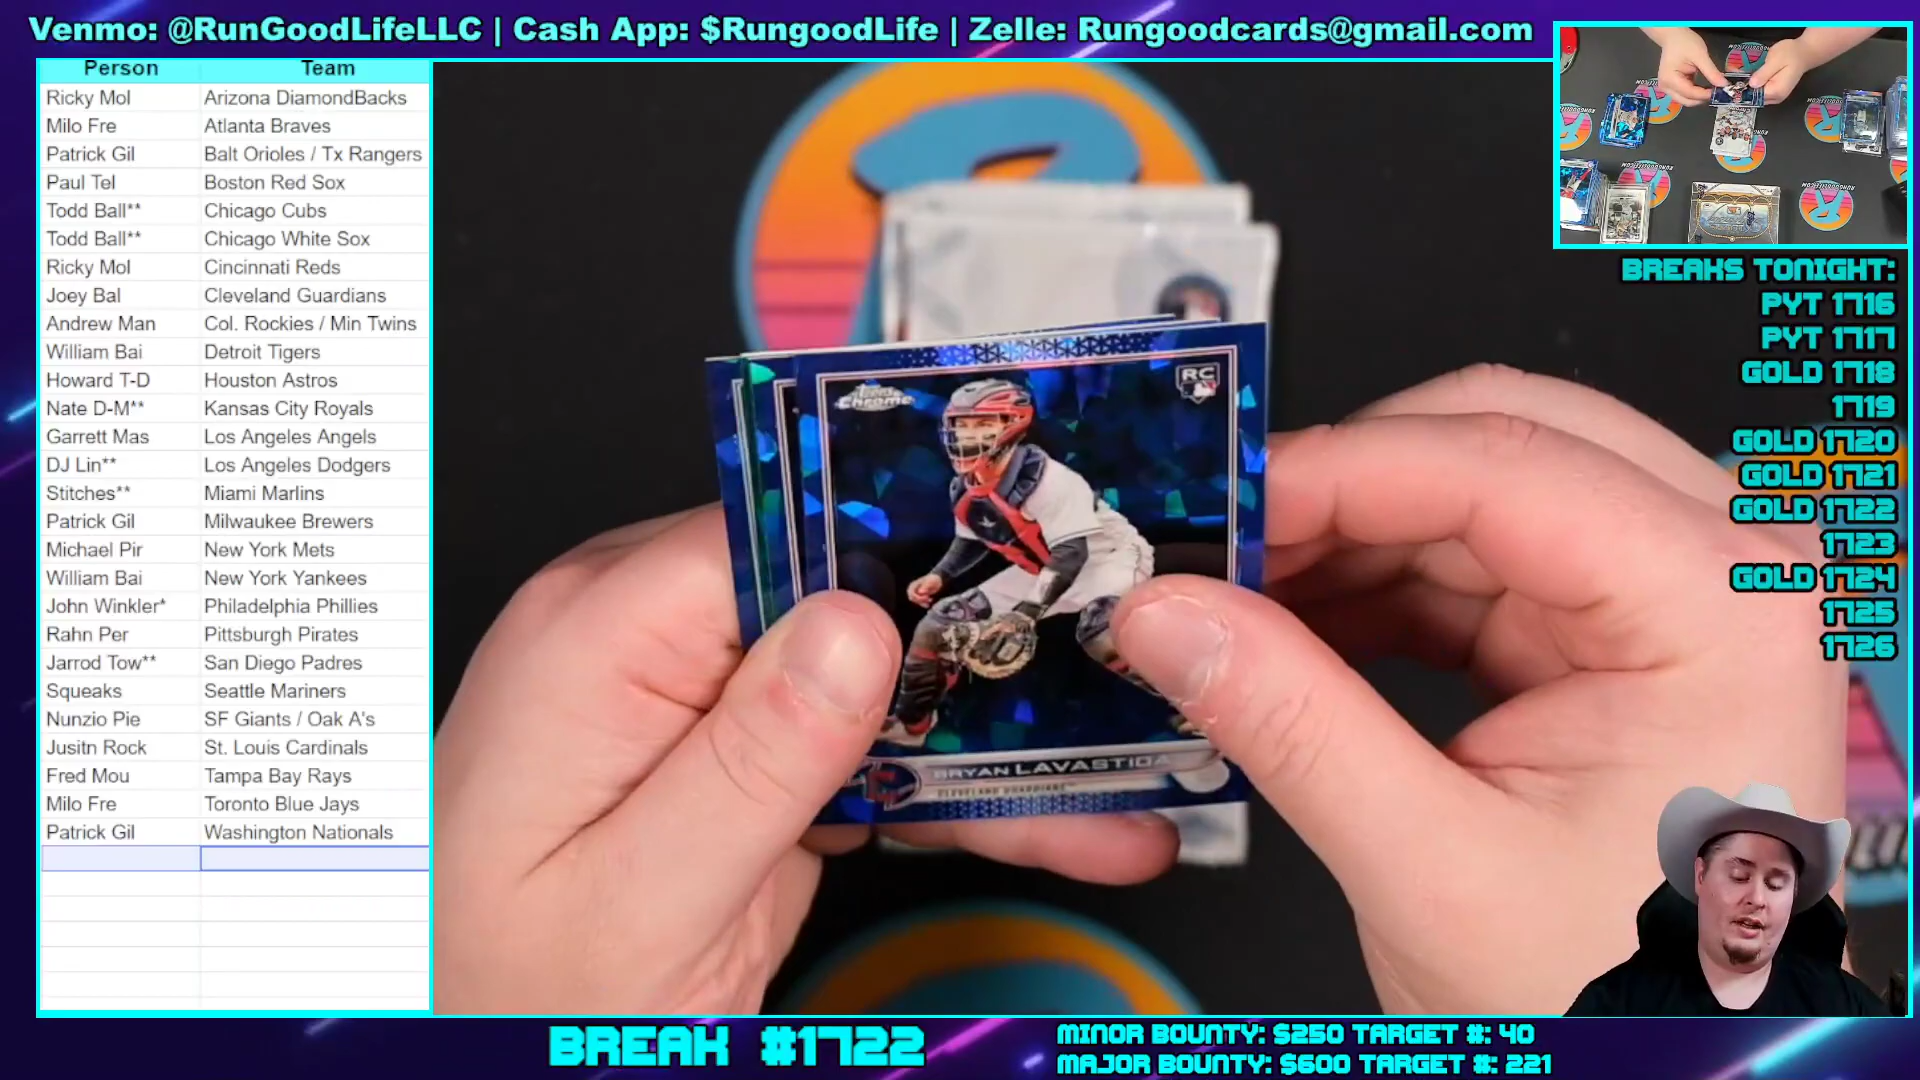 Venmo: @RunGoodLifeLLC | Cash App: $RungoodLife | Zelle: Rungoodcards@gmail.com
Person Team
Ricky Mol Arizona DiamondBacks
Milo Fre Atlanta Braves
Patrick Gil Balt Orioles / Tx Rangers
Paul Tel Boston Red Sox
Todd Ball** Chicago Cubs
Todd Ball** Chicago White Sox
Ricky Mol Cincinnati Reds
Joey Bal Cleveland Guardians
Andrew Man Col. Rockies / Min Twins
William Bai Detroit Tigers
Howard T-D Houston Astros
Nate D-M** Kansas City Royals
Garrett Mas Los Angeles Angels
DJ Lin** Los Angeles Dodgers
Stitches** Miami Marlins
Patrick Gil Milwaukee Brewers
Michael Pir New York Mets
William Bai New York Yankees
John Winkler* Philadelphia Phillies
Rahn Per Pittsburgh Pirates
Jarrod Tow** San Diego Padres
Squeaks Seattle Mariners
Nunzio Pie SF Giants / Oak A's
Jusitn Rock St. Louis Cardinals
Fred Mou Tampa Bay Rays
Milo Fre Toronto Blue Jays
Patrick Gil Washington Nationals
Topps
Chrome
RC
BRYAN LAVASTIDA
CLEVELAND GUARDIANS™
BREAKS TONIGHT:
PYT 1716
PYT 1717
GOLD 1718
1719
GOLD 1720
GOLD 1721
GOLD 1722
1723
GOLD 1724
1725
1726
BREAK #1722
MINOR BOUNTY: $250 TARGET #: 40
MAJOR BOUNTY: $600 TARGET #: 221